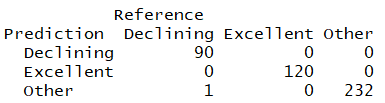 Reference
Prediction Declining Excellent Other
Declining 90 0 0
Excellent 0 120 0
Other 1 0 232